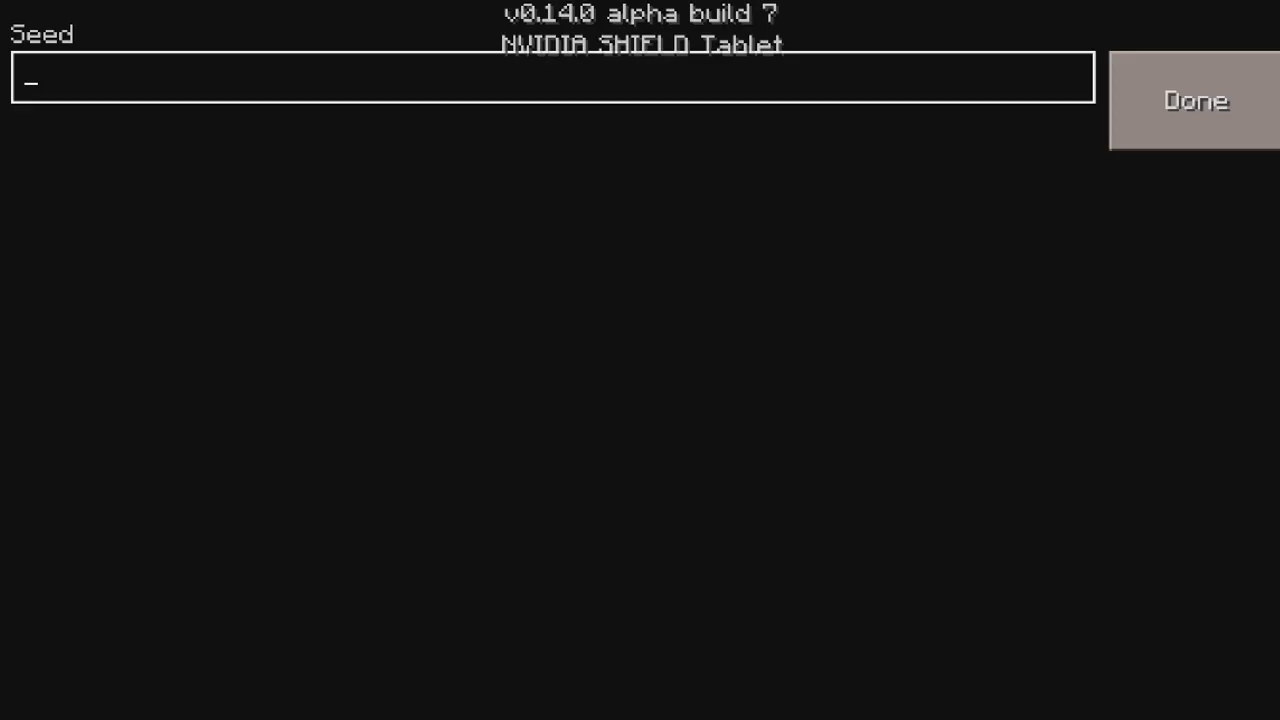 v0.14.0 alpha build 7
Seed
NVIDIA SHIELD Tablet
_
Done